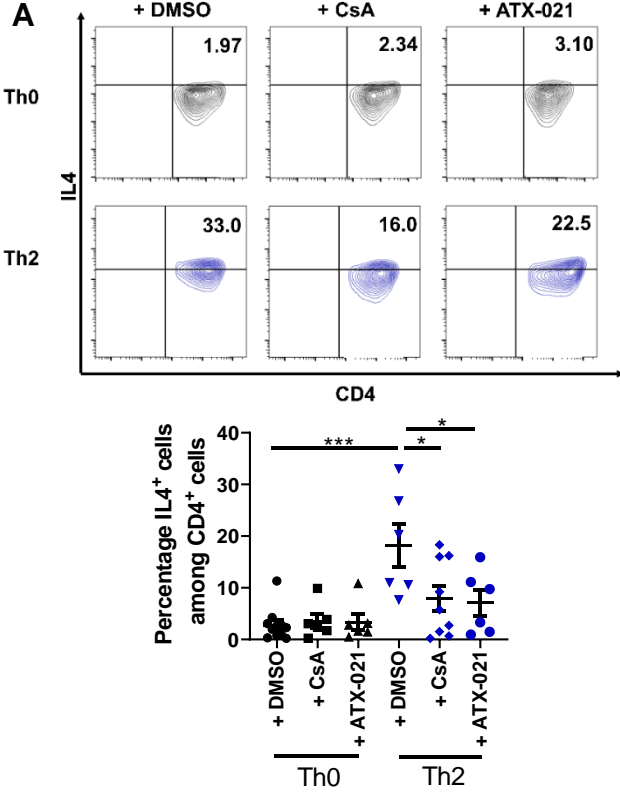 A
+ DMSO + CsA + ATX-021
1.97 2.34 3.10
Th0
IL4
33.0 16.0 22.5
Th2
CD4
Percentage IL4+ cells
among CD4+ cells
40
30
20
10
0
*
*** *
+ DMSO + CsA + ATX-021 + DMSO + CsA + ATX-021
Th0 Th2